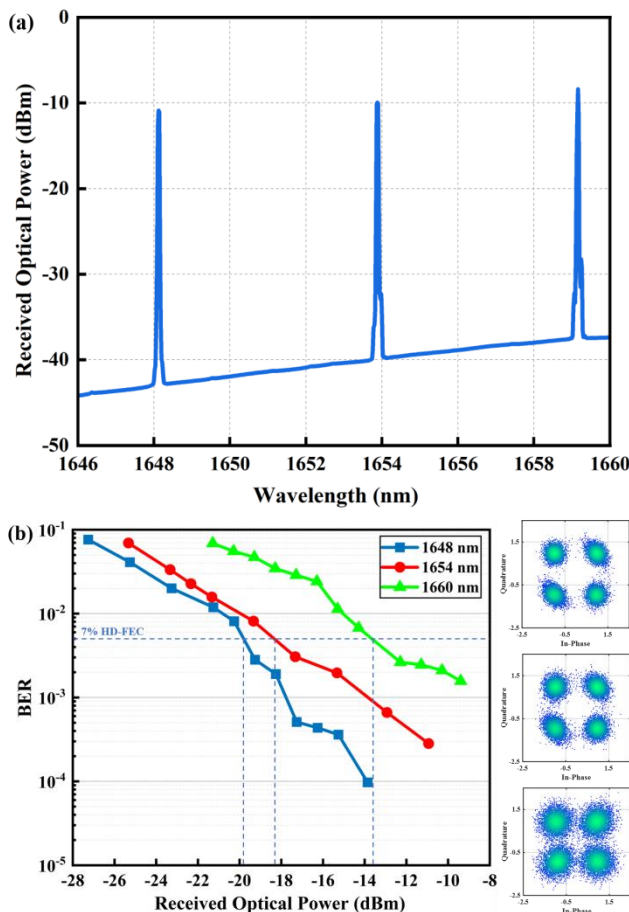 (a)
0
-10
-20
-30
-40
-50
Received Optical Power (dBm)
1646 1648 1650 1652 1654 1656 1658 1660
Wavelength (nm)
(b)
10-1
10-2
10-3
10-4
10-5
BER
7% HD-FEC
1648 nm
1654 nm
1660 nm
-28 -26 -24 -22 -20 -18 -16 -14 -12 -10 -8
Received Optical Power (dBm)
Quadrature
1.5
-0.5
-2.5
-2.5 -0.5 1.5
In-Phase
Quadrature
1.5
-0.5
-2.5
-2.5 -0.5 1.5
In-Phase
Quadrature
1.5
-0.5
-2.5
-2.5 -0.5 1.5
In-Phase